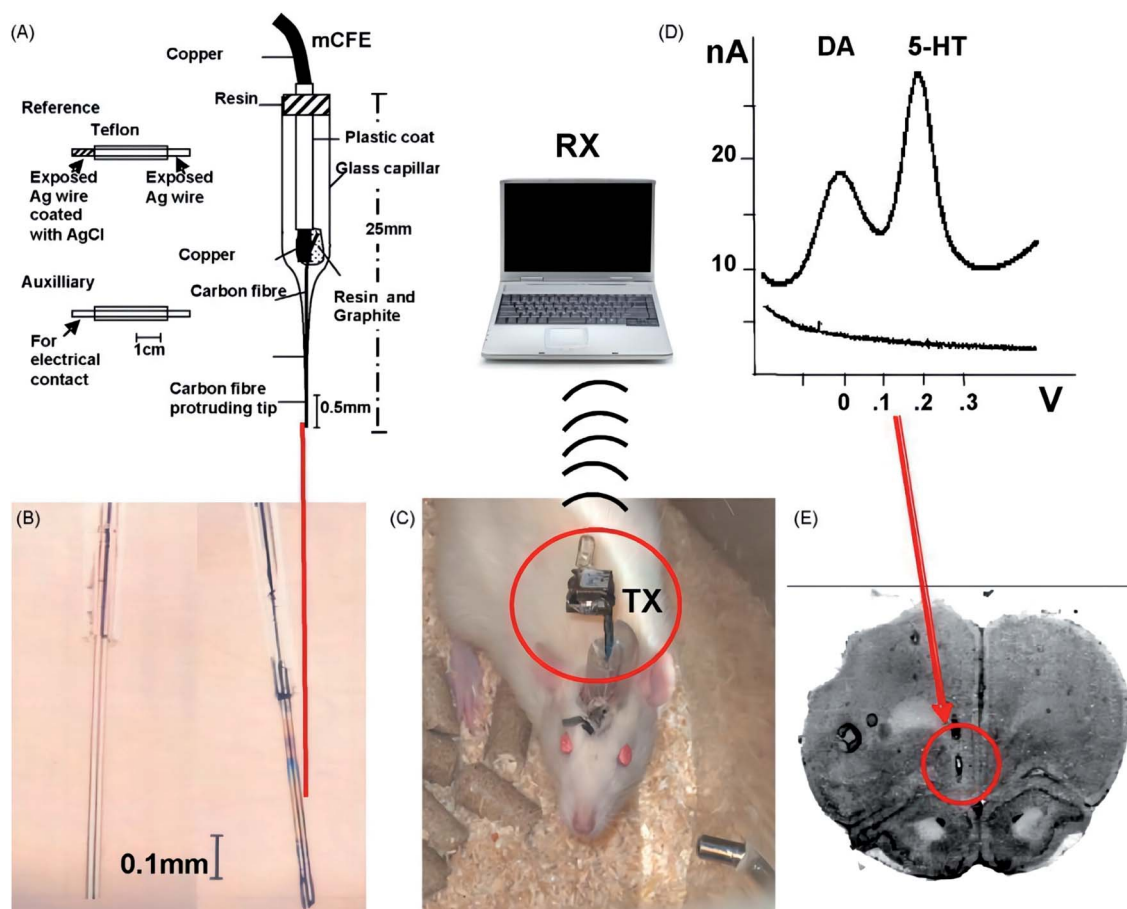 (A)
mCFE
Copper
Resin
Reference
Teflon
Plastic coat
Glass capillar
Exposed
Ag wire
coated
with AgCl
Exposed
Ag wire
25mm
Copper
Auxilliary
Carbon fibre
Resin and
Graphite
For
electrical
contact
1cm
Carbon fibre
protruding tip
0.5mm
RX
(D)
nA
DA
5-HT
20
10
0
.1
.2
.3
V
(B)
0.1mm
(C)
TX
(E)